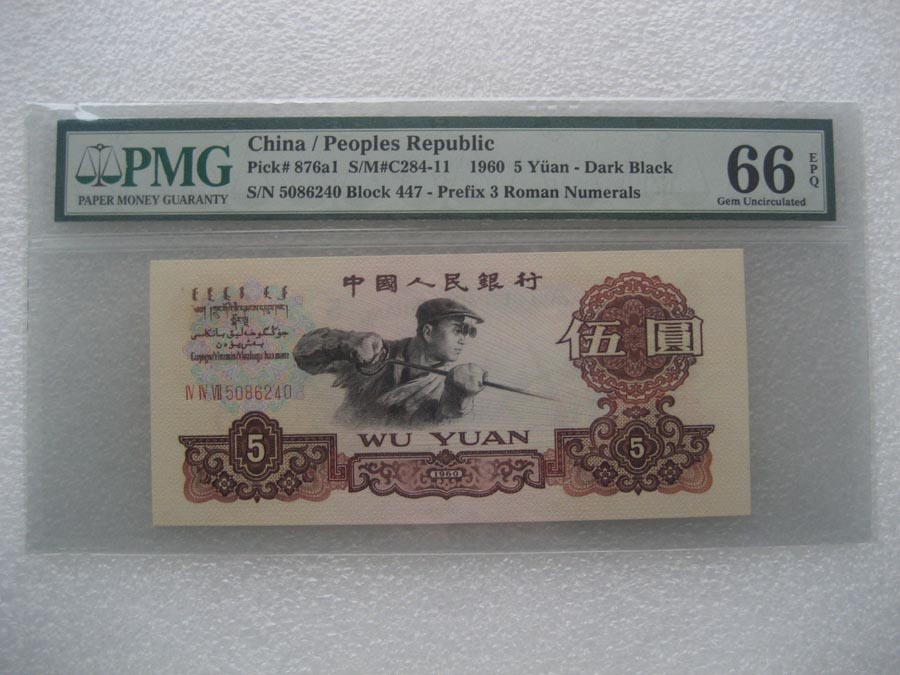 PMG
PAPER MONEY GUARANTY
China / Peoples Republic
Pick# 876a1 S/M#C284-11 1960 5 Yüan - Dark Black
S/N 5086240 Block 447 - Prefix 3 Roman Numerals
66
EPQ
Gem Uncirculated
中國人民銀行
伍圓
IV IV VII 5086240
WU YUAN
5
5
1960